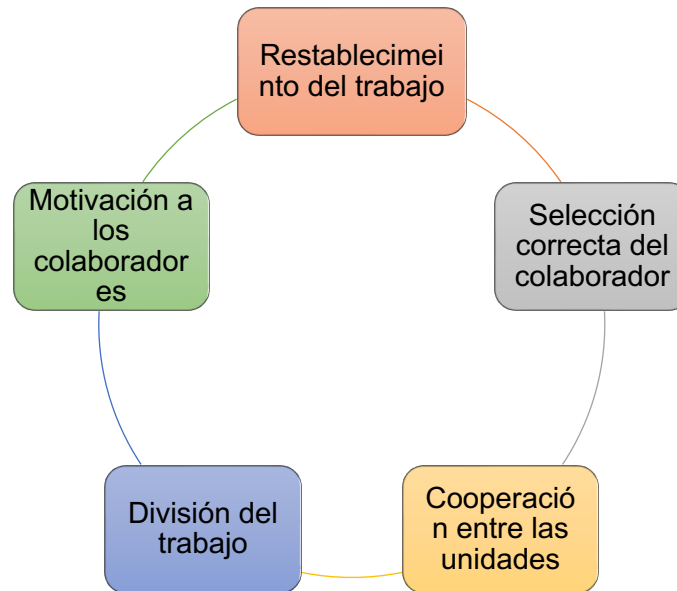 Restablecimei
nto del trabajo
Selección
correcta del
colaborador
Cooperació
n entre las
unidades
División del
trabajo
Motivación a
los
colaborador
es